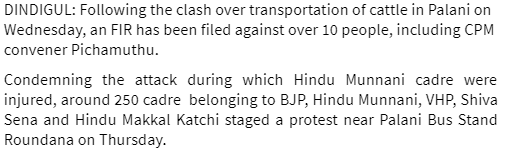 DINDIGUL: Following the clash over transportation of cattle in Palani on
Wednesday, an FIR has been filed against over 10 people, including CPM
convener Pichamuthu.
Condemning the attack during which Hindu Munnani cadre were
injured, around 250 cadre belonging to BJP, Hindu Munnani, VHP, Shiva
Sena and Hindu Makkal Katchi staged a protest near Palani Bus Stand
Roundana on Thursday.